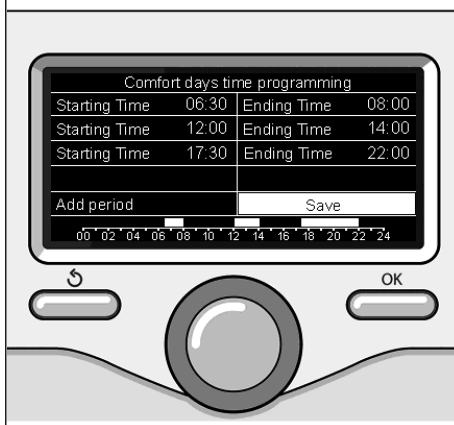 Comfort days time programming
Starting Time 06:30 Ending Time 08:00
Starting Time 12:00 Ending Time 14:00
Starting Time 17:30 Ending Time 22:00
Add period Save
00 02 04 06 08 10 12 14 16 18 20 22 24
OK